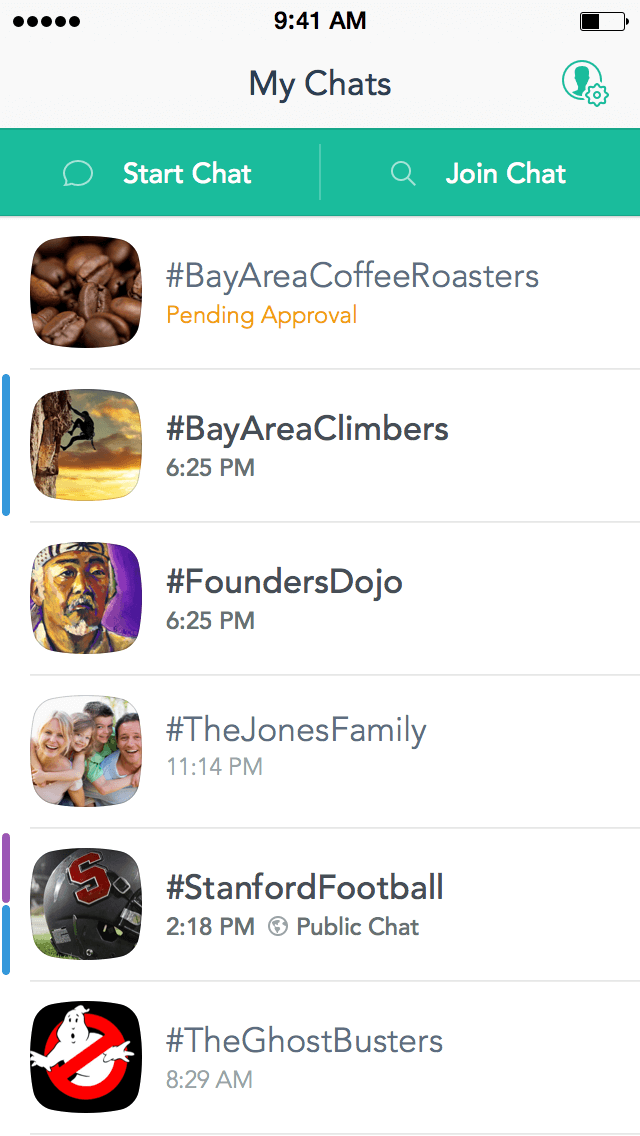 9:41 AM
My Chats
Start Chat
Join Chat
#BayAreaCoffeeRoasters
Pending Approval
#BayAreaClimbers
6:25 PM
#FoundersDojo
6:25 PM
#TheJonesFamily
11:14 PM
S
#StanfordFootball
2:18 PM Public Chat
#TheGhostBusters
8:29 AM